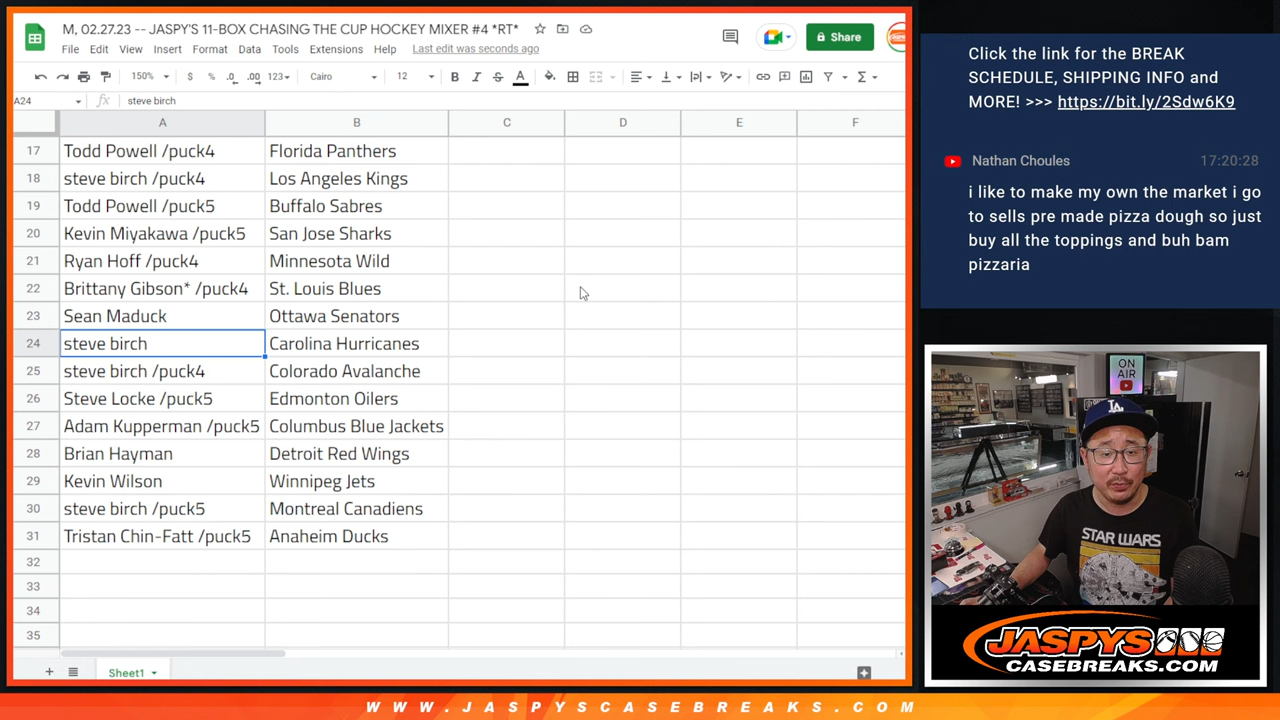 M, 02.27.23 -- JASPY'S 11-BOX CHASING THE CUP HOCKEY MIXER #4 *RT*
File Edit View Insert Format Data Tools Extensions Help Last edit was seconds ago
Share
150% $ % .0 .00 123 Cairo 12 B I S A
A24 fx steve birch
A B C D E F
17 Todd Powell /puck4 Florida Panthers
18 steve birch /puck4 Los Angeles Kings
19 Todd Powell /puck5 Buffalo Sabres
20 Kevin Miyakawa /puck5 San Jose Sharks
21 Ryan Hoff /puck4 Minnesota Wild
22 Brittany Gibson* /puck4 St. Louis Blues
23 Sean Maduck Ottawa Senators
24 steve birch Carolina Hurricanes
25 steve birch /puck4 Colorado Avalanche
26 Steve Locke /puck5 Edmonton Oilers
27 Adam Kupperman /puck5 Columbus Blue Jackets
28 Brian Hayman Detroit Red Wings
29 Kevin Wilson Winnipeg Jets
30 steve birch /puck5 Montreal Canadiens
31 Tristan Chin-Fatt /puck5 Anaheim Ducks
32
33
34
35
Sheet1
Click the link for the BREAK
SCHEDULE, SHIPPING INFO and
MORE! >>> https://bit.ly/2Sdw6K9
Nathan Choules 17:20:28
i like to make my own the market i go
to sells pre made pizza dough so just
buy all the toppings and buh bam
pizzaria
ON
AIR
LA
STAR WARS
JASPYS
CASEBREAKS.COM
WWW.JASPYSCASEBREAKS.COM